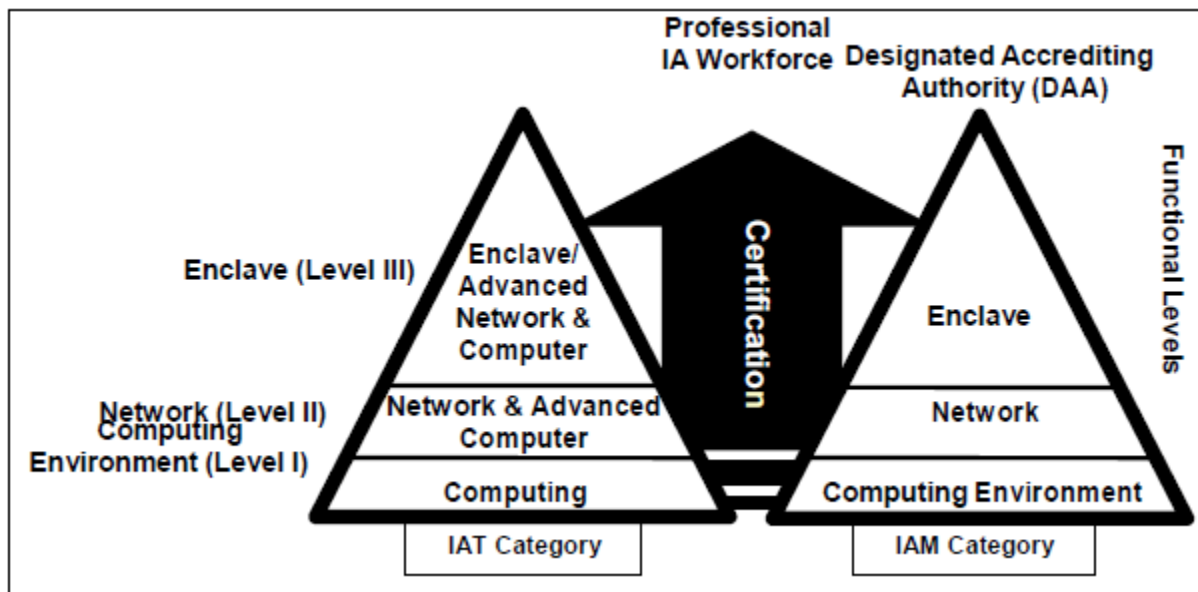 Professional
IA Workforce
Designated Accrediting
Authority (DAA)
Functional Levels
Certification
Enclave (Level III)
Enclave/
Advanced
Network &
Computer
Enclave
Network (Level II)
Network & Advanced
Computer
Network
Computing
Environment (Level I)
Computing
Computing Environment
IAT Category
IAM Category